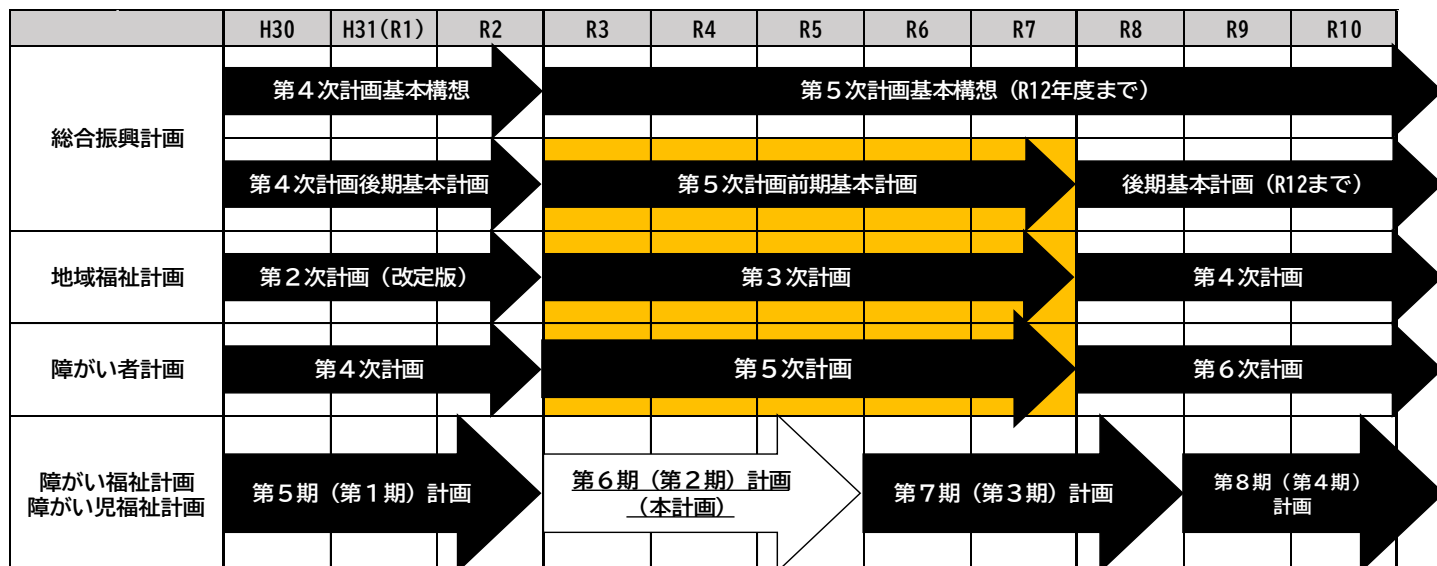 H30 H31(R1) R2 R3 R4 R5 R6 R7 R8 R9 R10
総合振興計画
第４次計画基本構想 第５次計画基本構想（R12年度まで）
第４次計画後期基本計画 第５次計画前期基本計画 後期基本計画（R12まで）
地域福祉計画 第２次計画（改定版） 第３次計画 第４次計画
障がい者計画 第４次計画 第５次計画 第６次計画
障がい福祉計画
障がい児福祉計画
第５期（第１期）計画
第６期（第２期）計画
（本計画）
第７期（第３期）計画
第８期（第４期）
計画